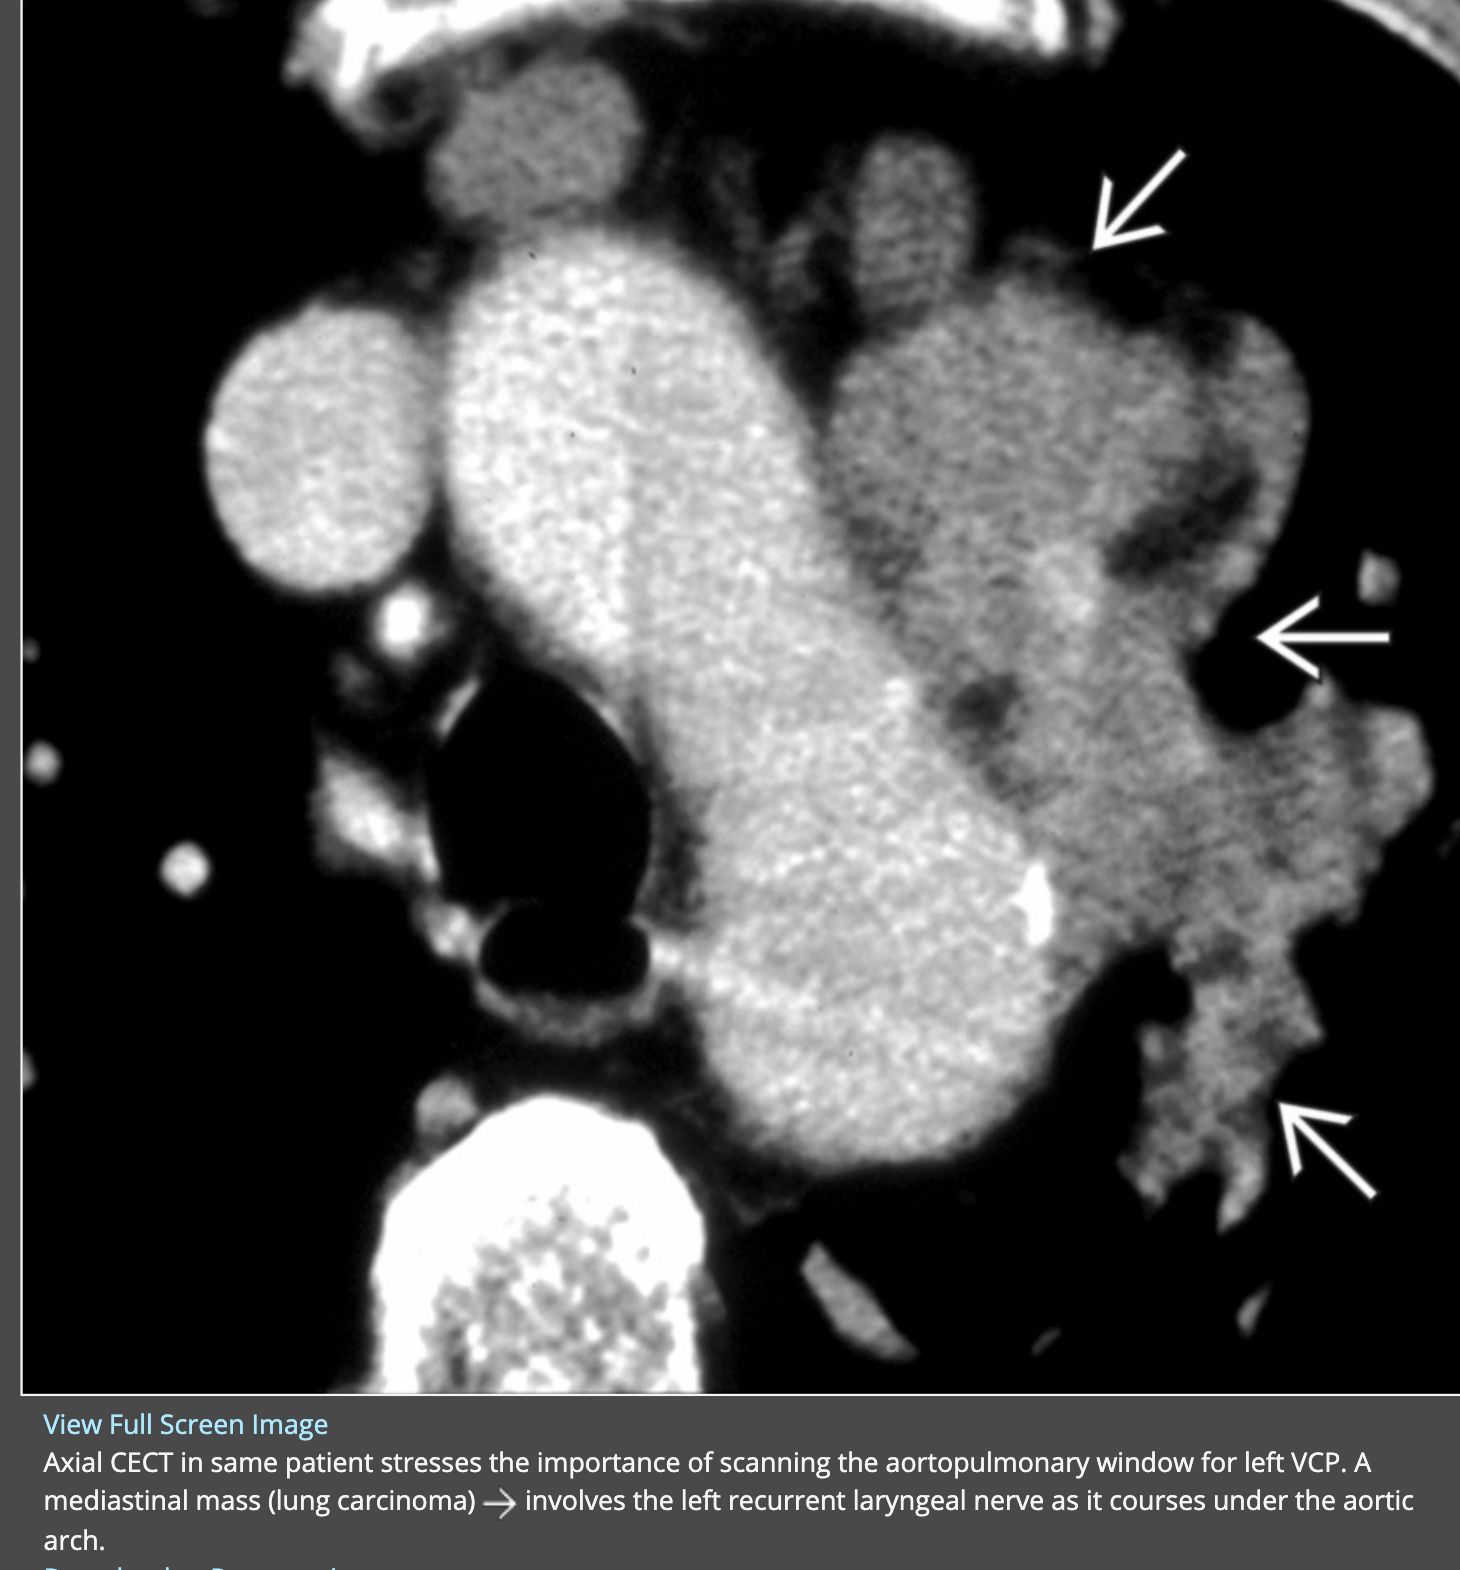 View Full Screen Image
Axial CECT in same patient stresses the importance of scanning the aortopulmonary window for left VCP. A
mediastinal mass (lung carcinoma) → involves the left recurrent laryngeal nerve as it courses under the aortic
arch.